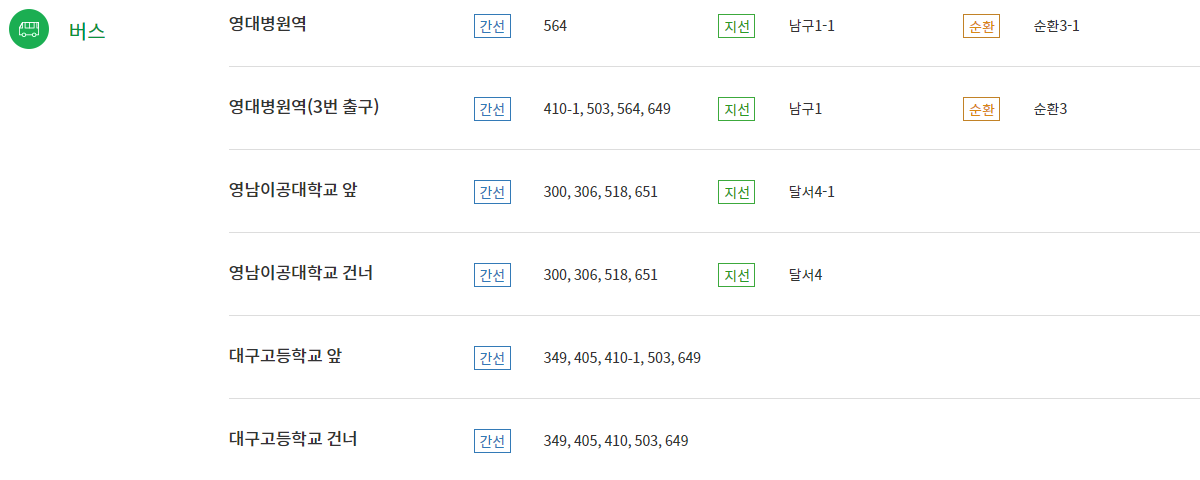 버스
영대병원역 간선 564 지선 남구1-1 순환 순환3-1
영대병원역(3번 출구) 간선 410-1, 503, 564, 649 지선 남구1 순환 순환3
영남이공대학교 앞 간선 300, 306, 518, 651 지선 달서4-1
영남이공대학교 건너 간선 300, 306, 518, 651 지선 달서4
대구고등학교 앞 간선 349, 405, 410-1, 503, 649
대구고등학교 건너 간선 349, 405, 410, 503, 649